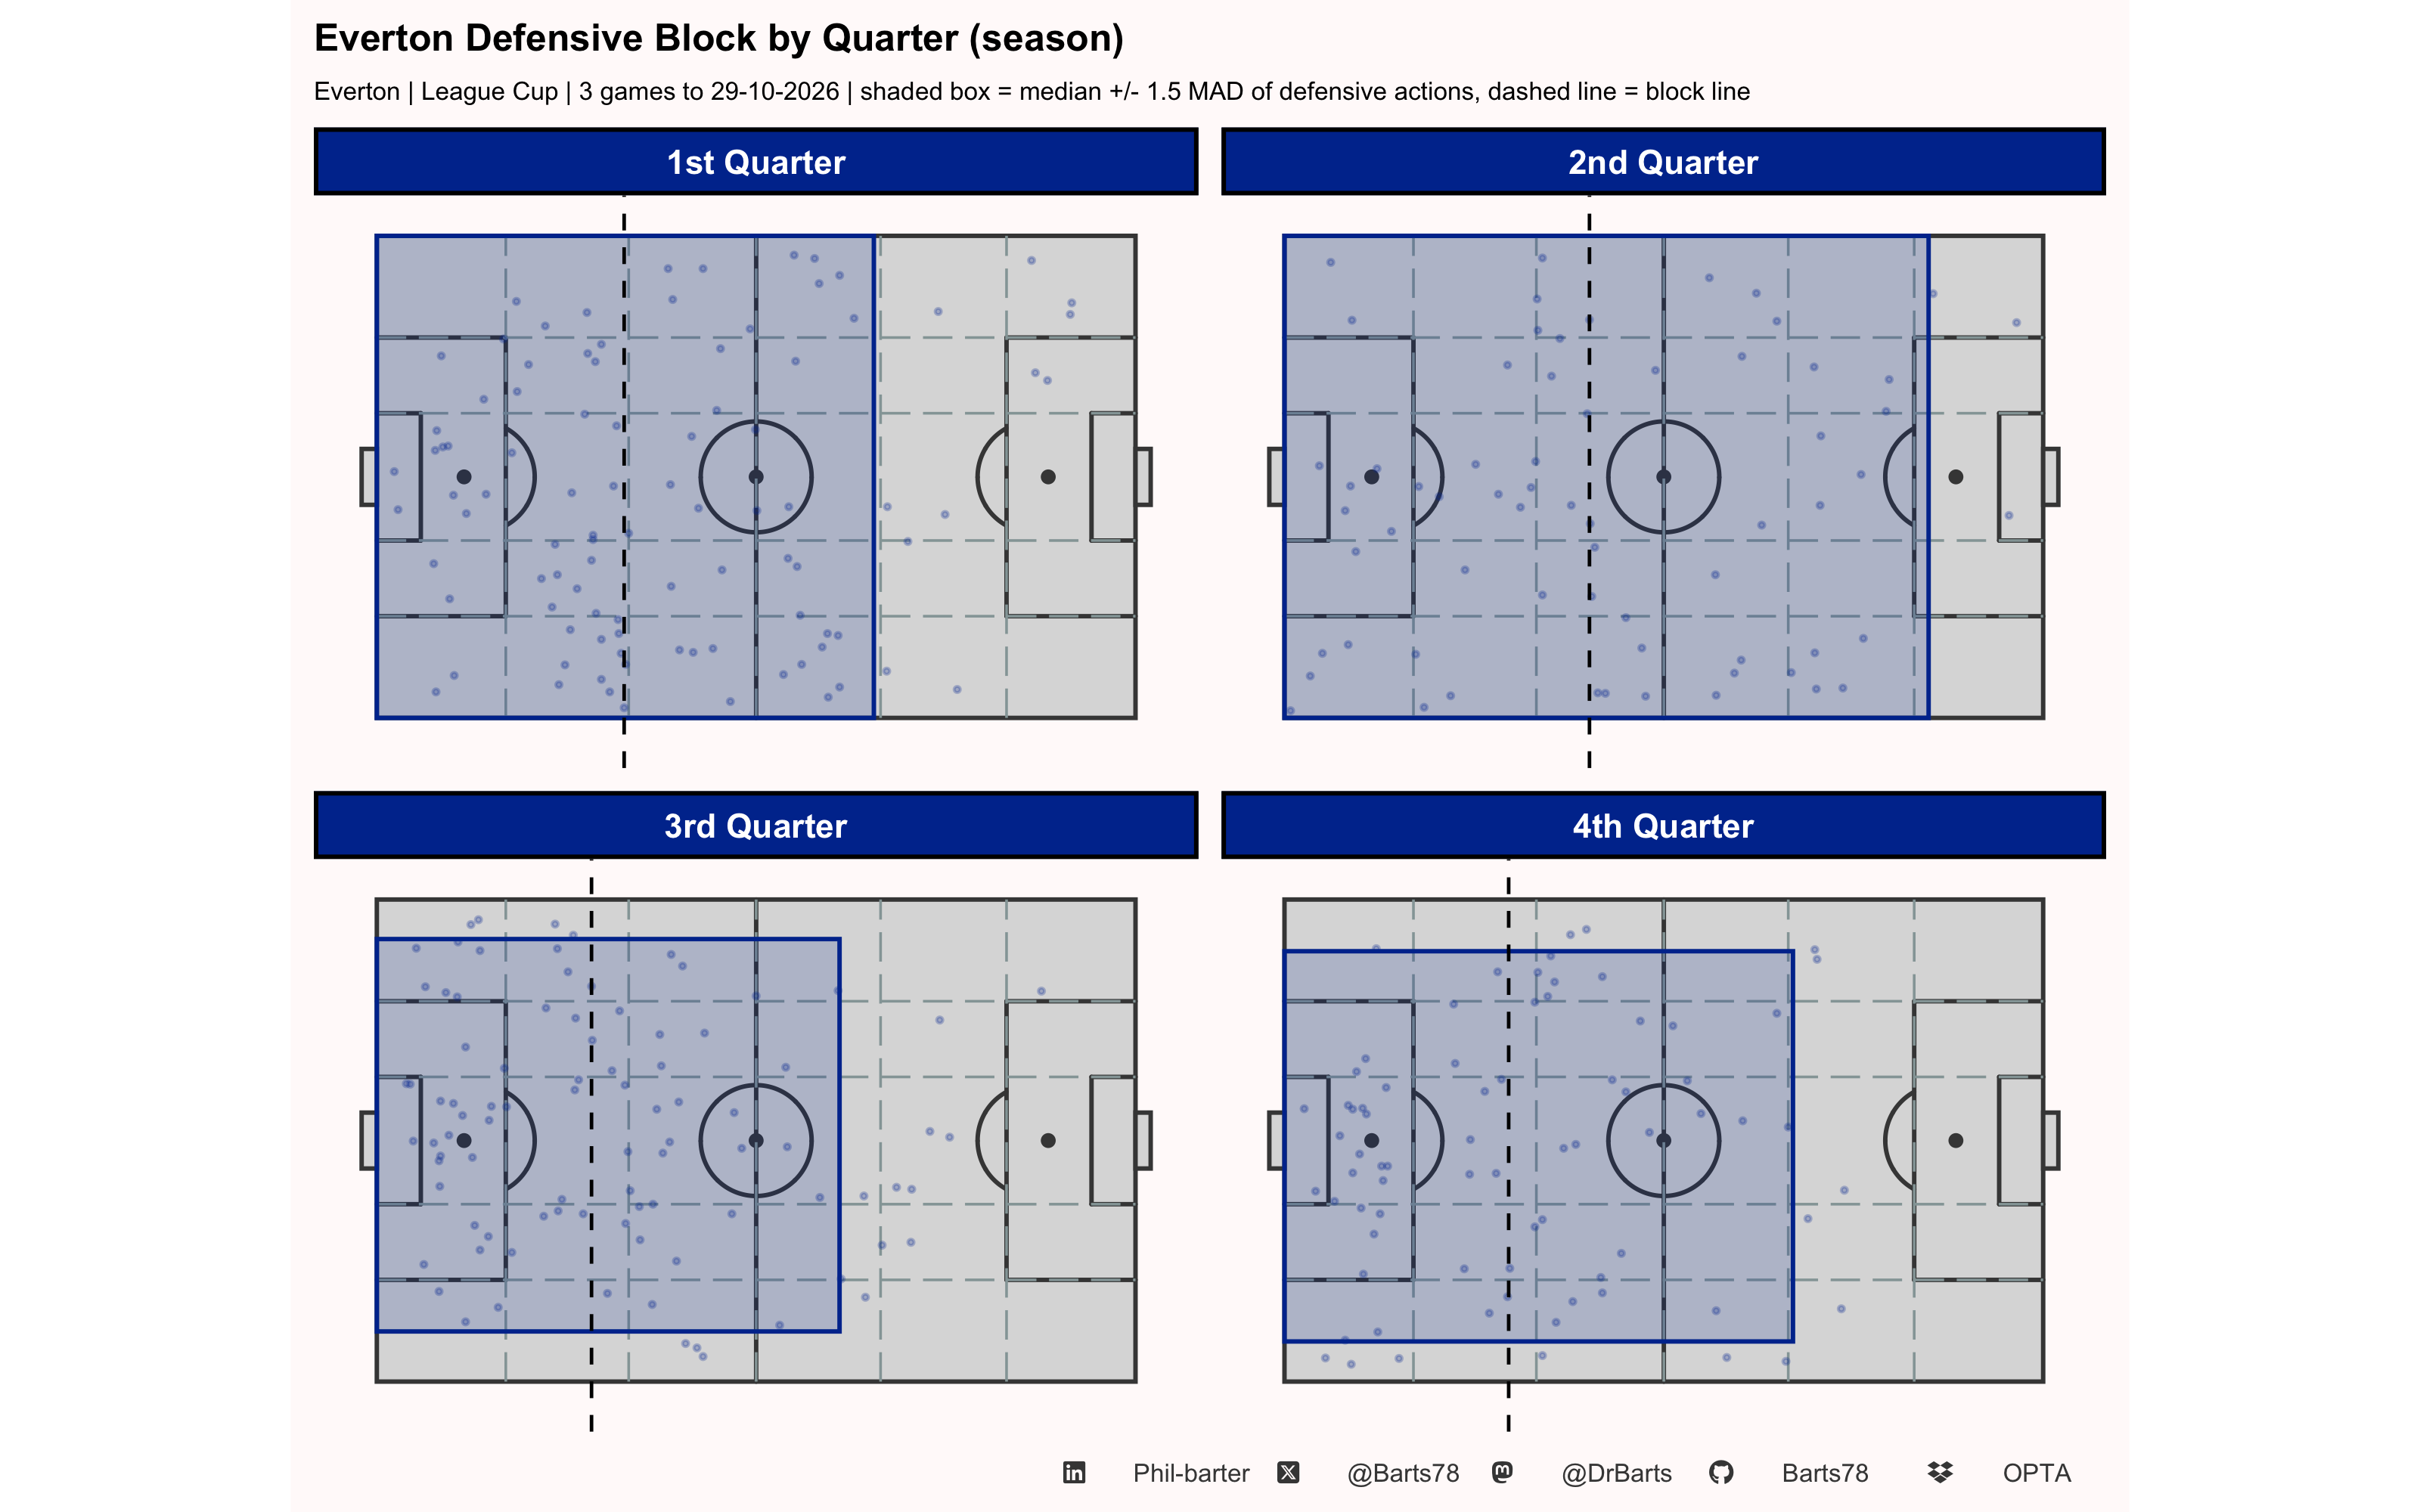 Everton Defensive Block by Quarter (season)
Everton | League Cup | 3 games to 29-10-2026 | shaded box = median +/- 1.5 MAD of defensive actions, dashed line = block line
1st Quarter
2nd Quarter
3rd Quarter
4th Quarter
Phil-barter @Barts78 @DrBarts Barts78 OPTA